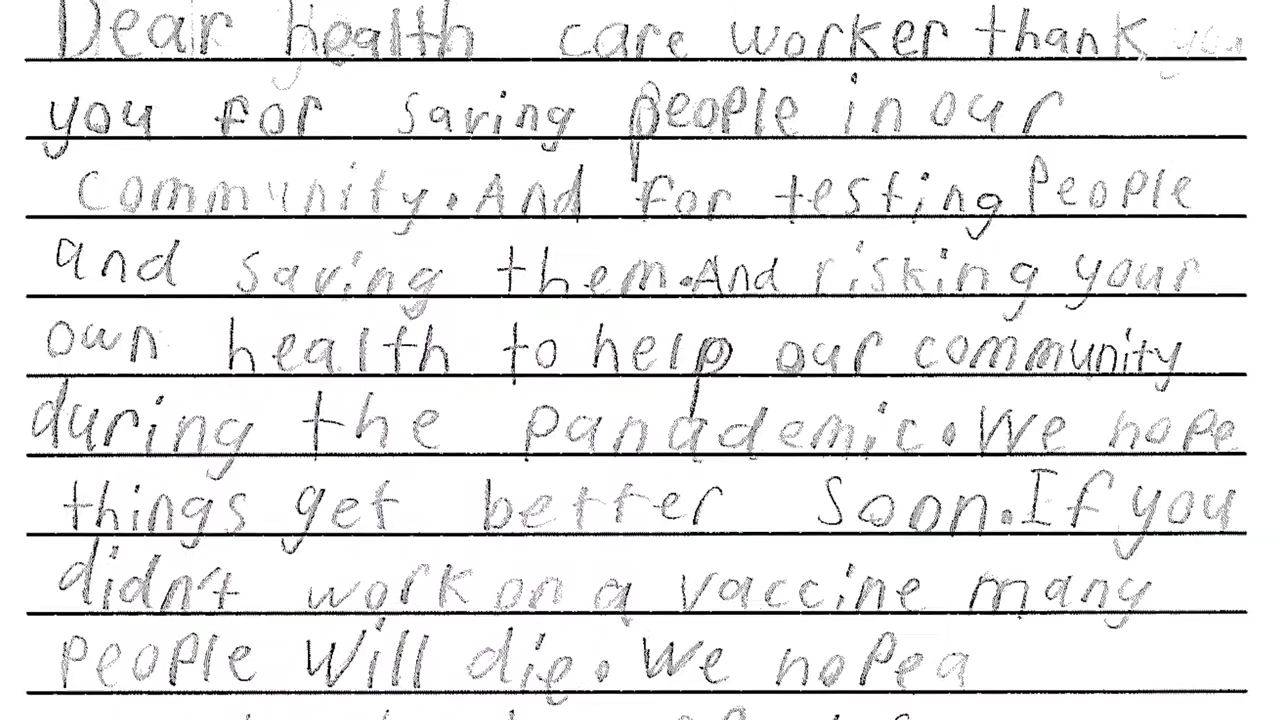 Dear health care worker thank you
you for saving people in our
community. And for testing People
and saving them. And risking your
own health to help our community
during the panademic. We hope
things get better Soon. If you
didn't work on a vaccine many
people Will die. We hope a